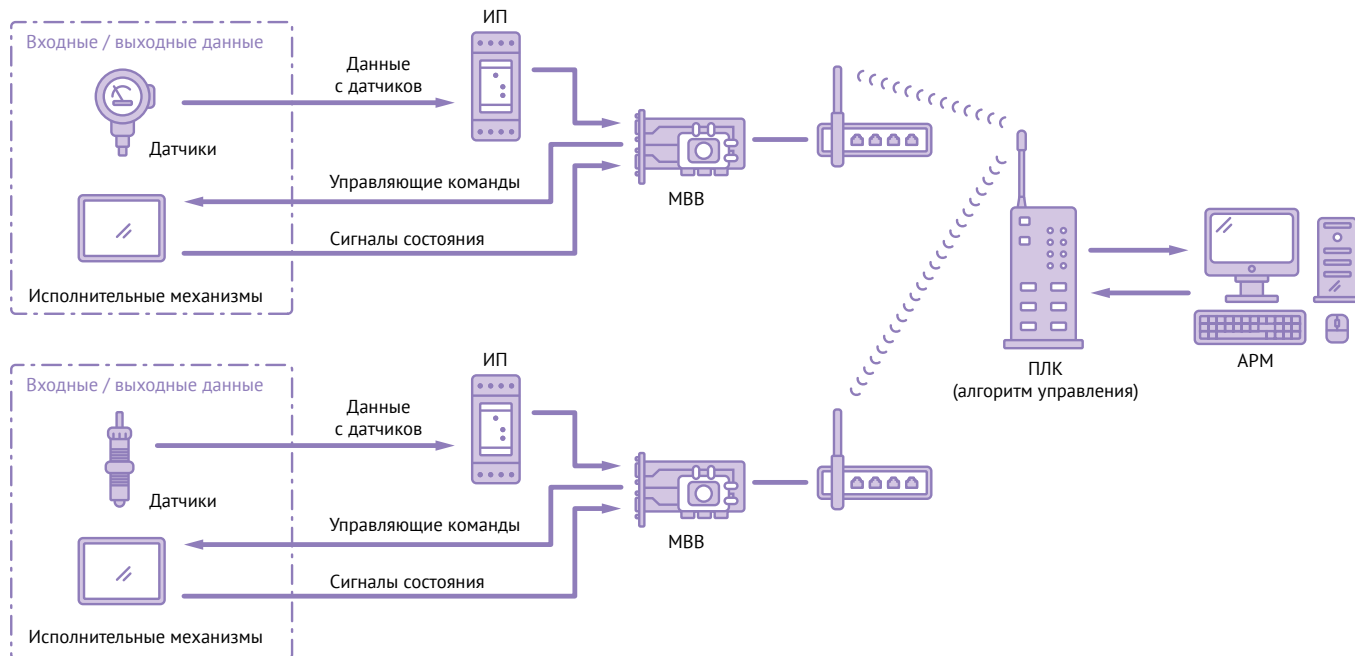 Входные / выходные данные
ИП
Данные
с датчиков
Датчики
Управляющие команды
МВВ
Сигналы состояния
Исполнительные механизмы
ПЛК
(алгоритм управления)
АРМ
Входные / выходные данные
ИП
Данные
с датчиков
Датчики
Управляющие команды
МВВ
Сигналы состояния
Исполнительные механизмы